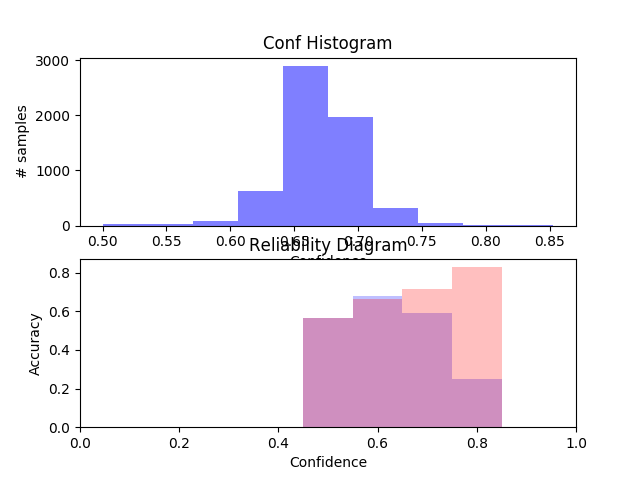 Conf Histogram
# samples
3000
2000
1000
0
0.50 0.55 0.60 0.65 0.70 0.75 0.80 0.85
Confidence
Reliability Diagram
Accuracy
0.8
0.6
0.4
0.2
0.0
0.0 0.2 0.4 0.6 0.8 1.0
Confidence